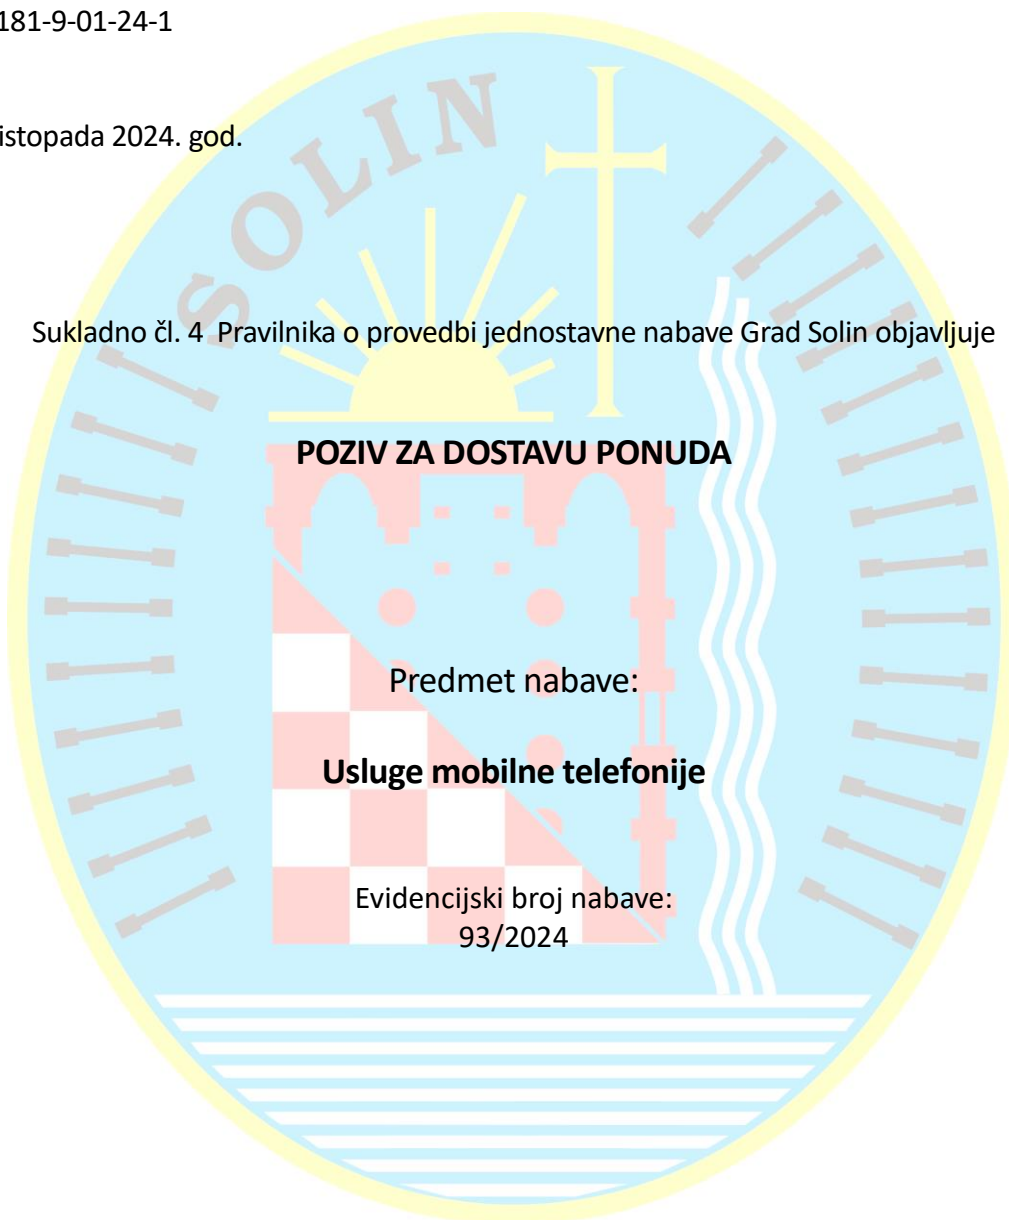 181-9-01-24-1
istopada 2024. god.
SOLIN
Sukladno čl. 4 Pravilnika o provedbi jednostavne nabave Grad Solin objavljuje
POZIV ZA DOSTAVU PONUDA
Predmet nabave:
Usluge mobilne telefonije
Evidencijski broj nabave:
93/2024